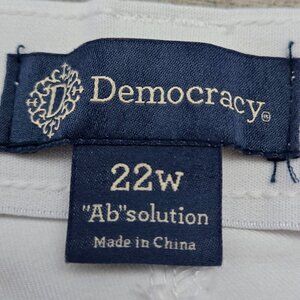 D Democracy®
22w
"Ab"solution
Made in China